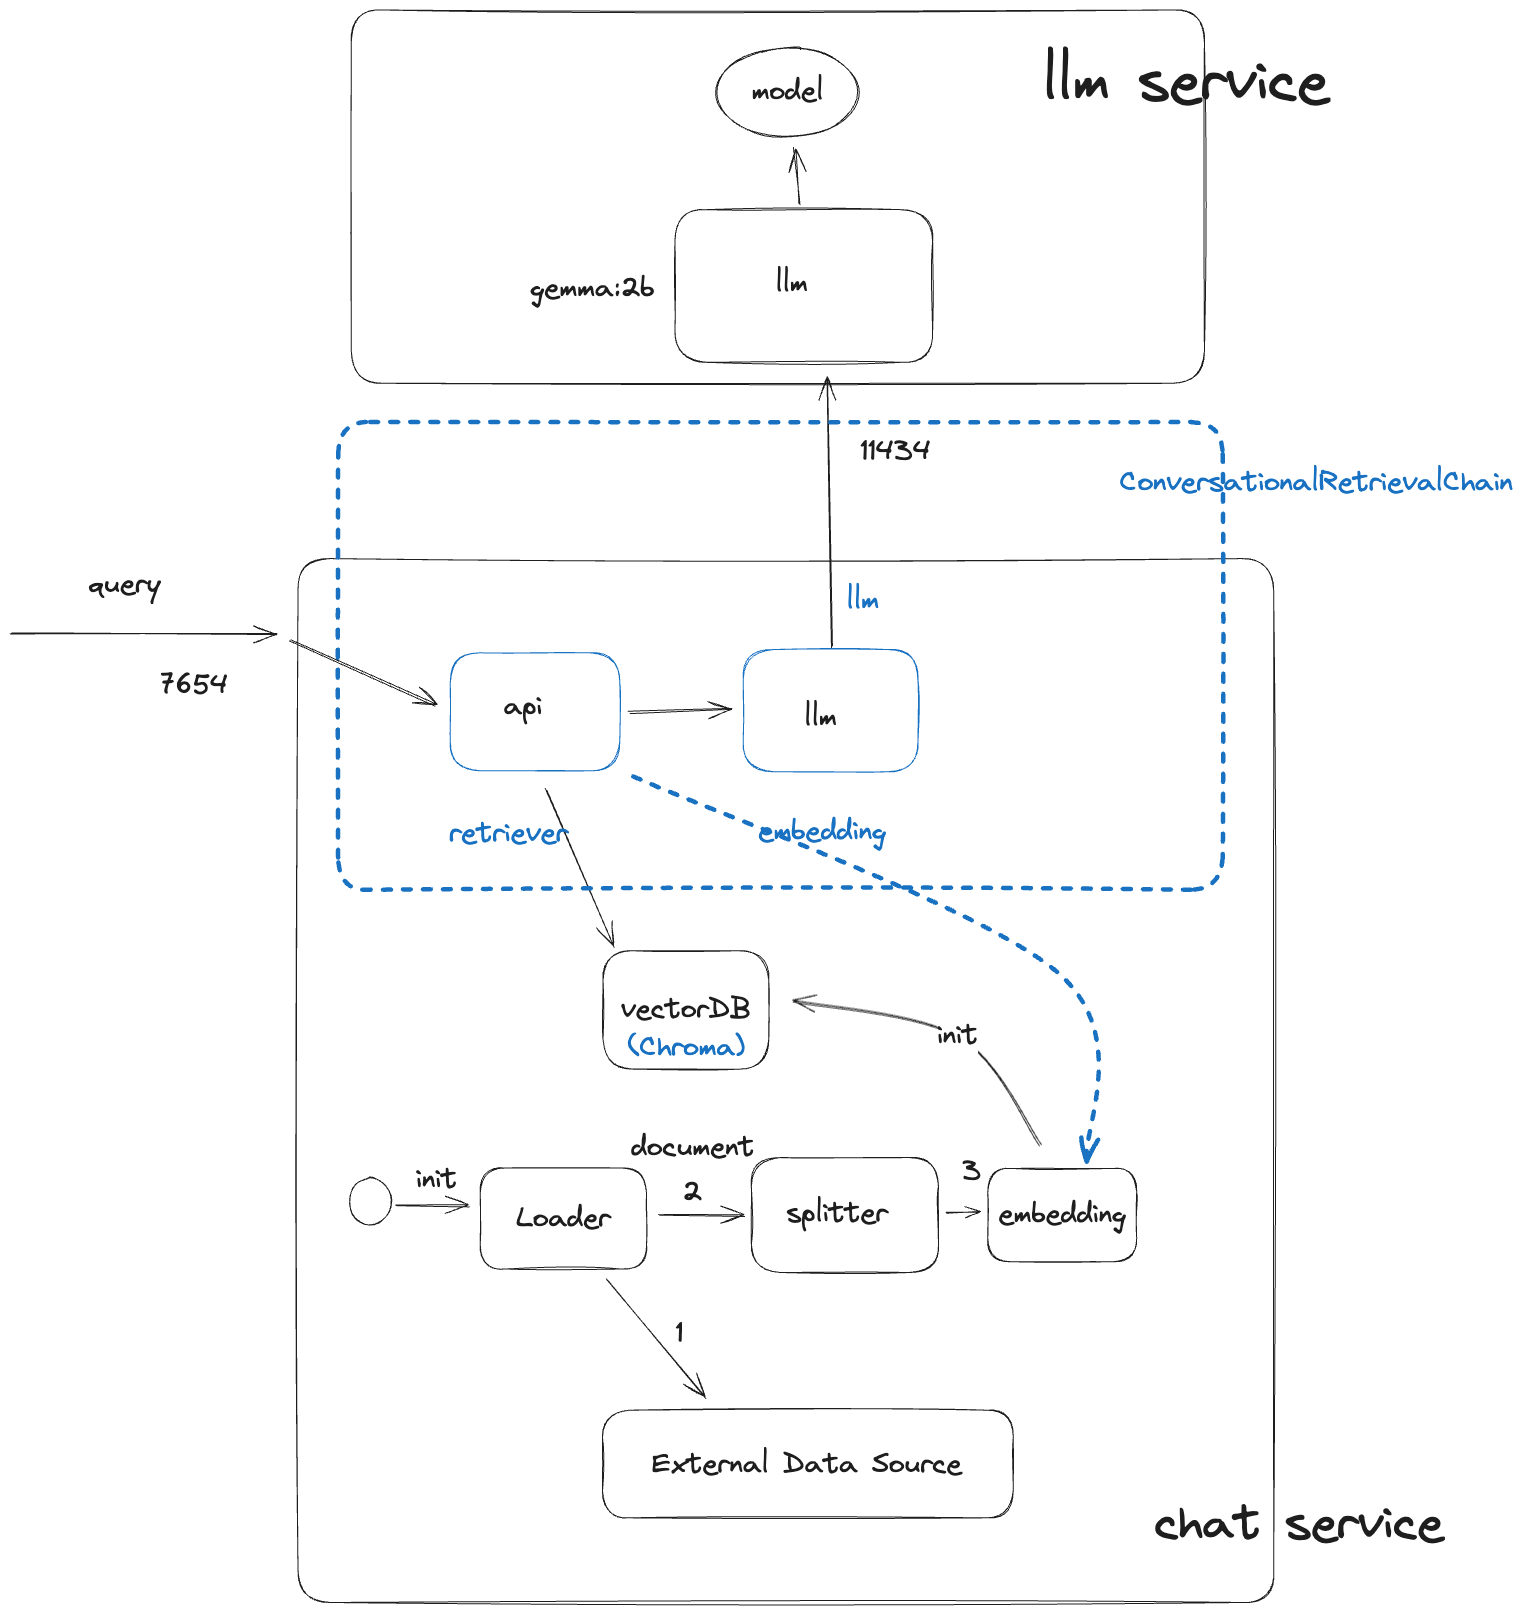 model
llm service
gemma:2b
llm
11434
ConversationalRetrievalChain
query
7654
llm
api
llm
retriever
embedding
vectorDB
(Chroma)
init
init
document
2
3
Loader
splitter
embedding
1
External Data Source
chat service